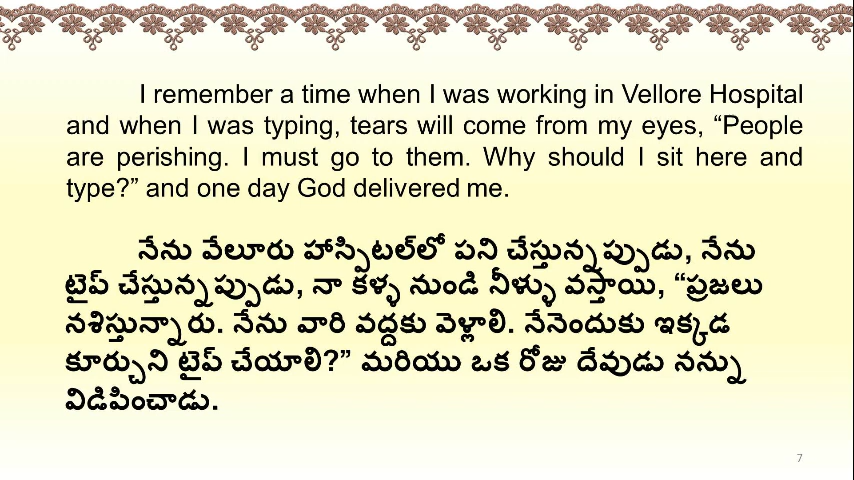 I remember a time when I was working in Vellore Hospital
and when I was typing, tears will come from my eyes, “People
are perishing. I must go to them. Why should I sit here and
type?” and one day God delivered me.
నేను వేలూరు హాస్పిటల్‌లో పని చేస్తున్నప్పుడు, నేను
టైప్ చేస్తున్నప్పుడు, నా కళ్ళ నుండి నీళ్ళు వస్తాయి, “ప్రజలు
నశిస్తున్నారు. నేను వారి వద్దకు వెళ్లాలి. నేనెందుకు ఇక్కడ
కూర్చుని టైప్ చేయాలి?” మరియు ఒక రోజు దేవుడు నన్ను
విడిపించాడు.
7